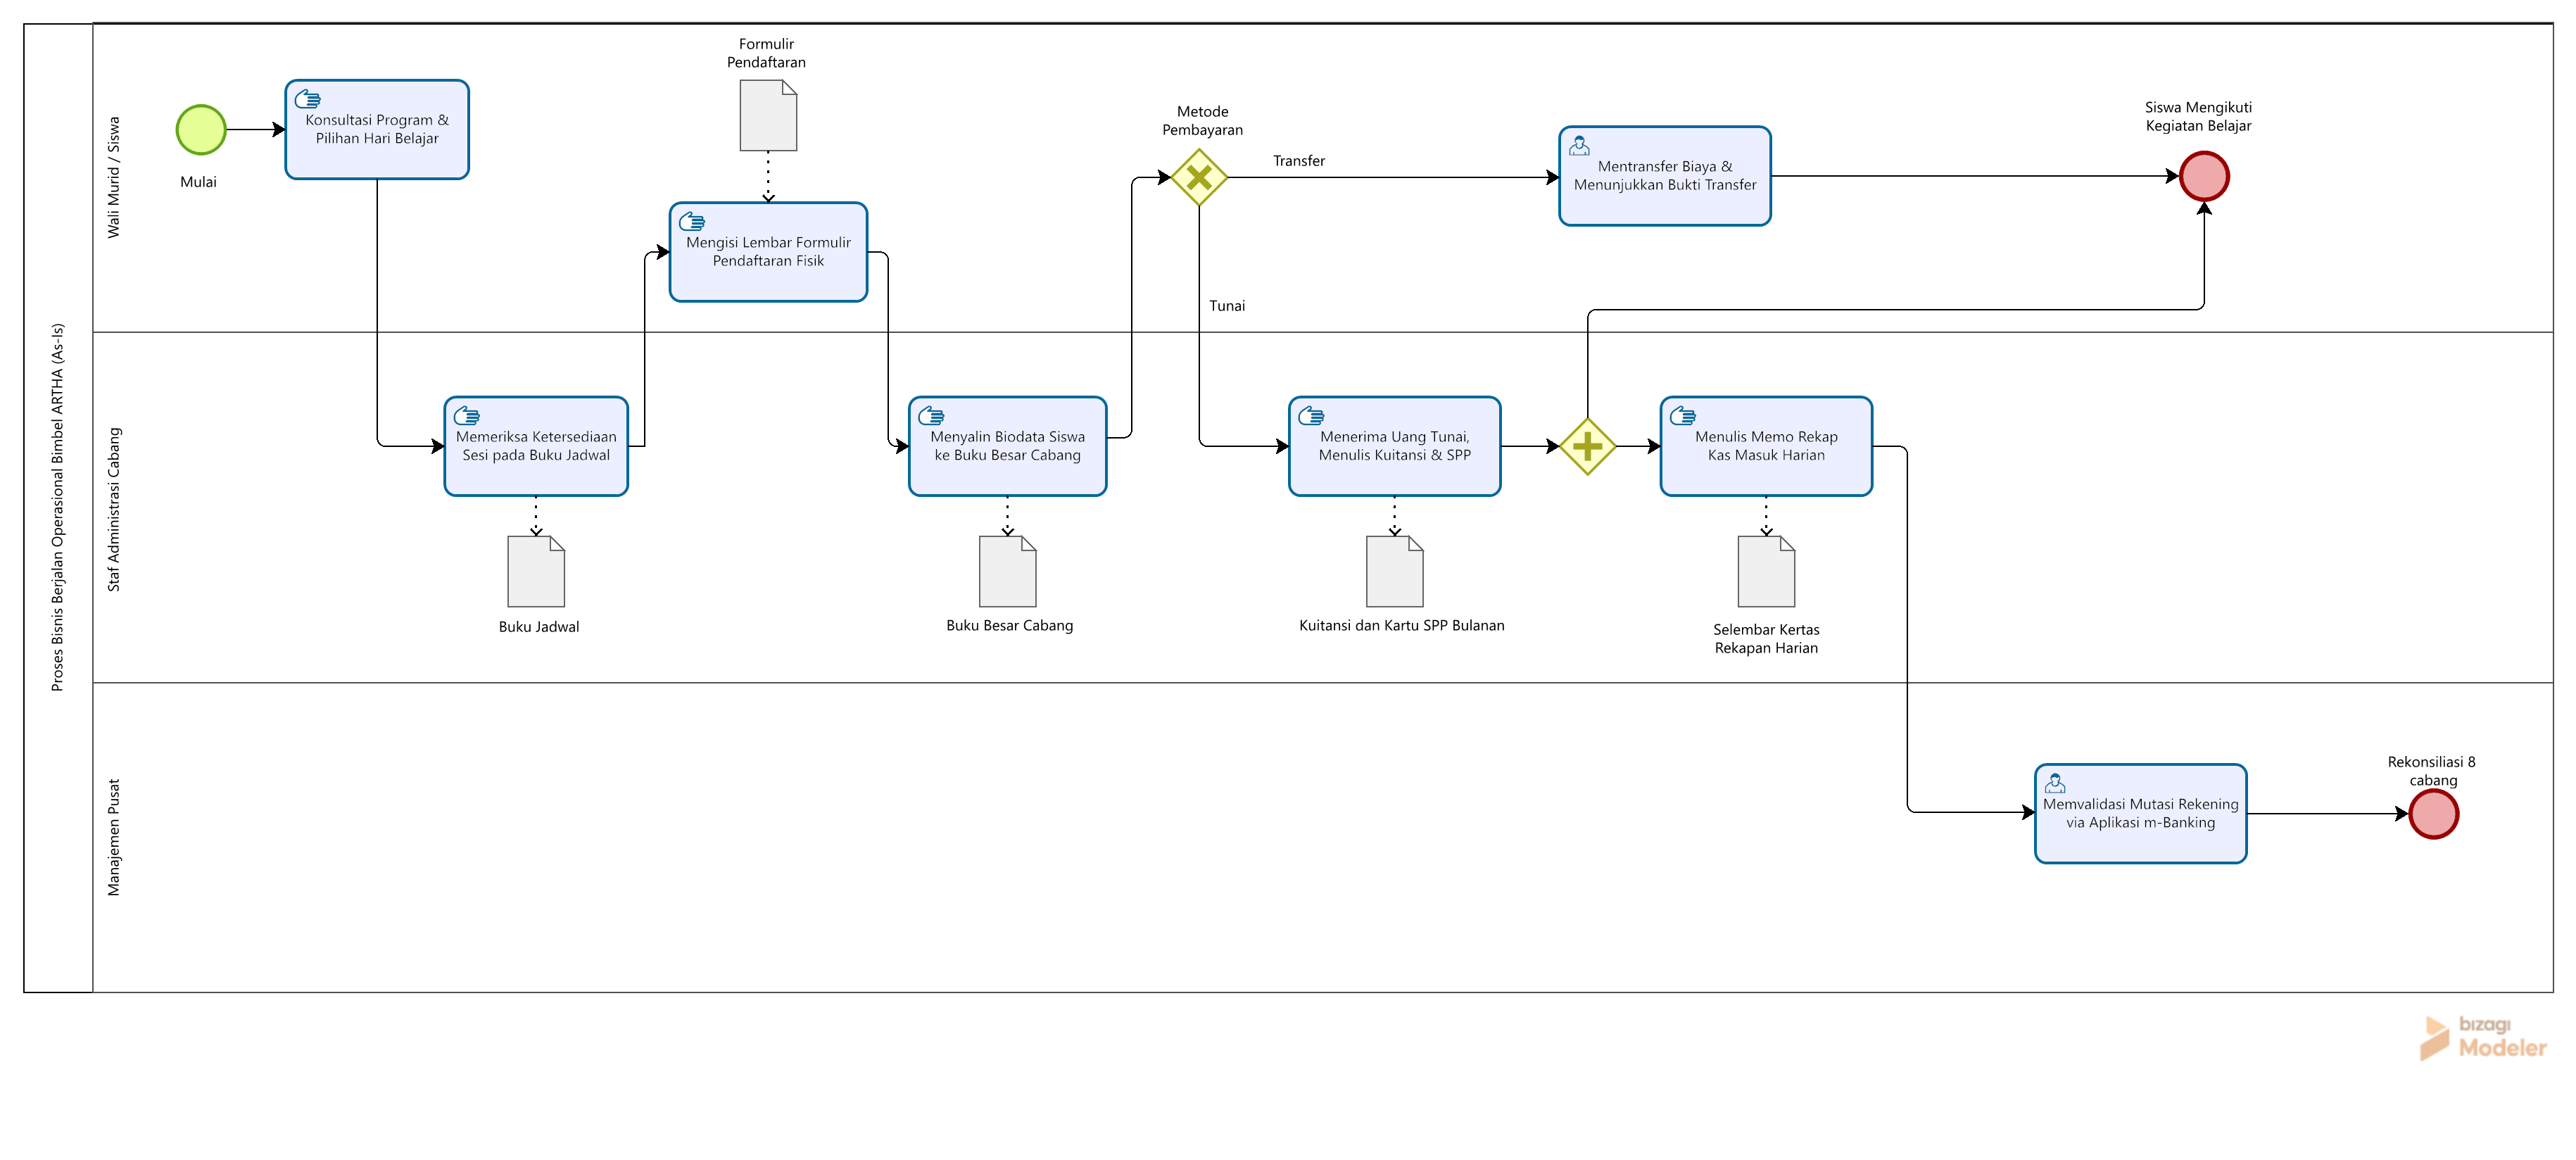 Proses Bisnis Berjalan Operasional Bimbel ARTHA (As-Is)
Wali Murid / Siswa
Mulai
Konsultasi Program &
Pilihan Hari Belajar
Formulir
Pendaftaran
Mengisi Lembar Formulir
Pendaftaran Fisik
Metode
Pembayaran
Transfer
Tunai
Mentransfer Biaya &
Menunjukkan Bukti Transfer
Siswa Mengikuti
Kegiatan Belajar
Staf Administrasi Cabang
Memeriksa Ketersediaan
Sesi pada Buku Jadwal
Buku Jadwal
Menyalin Biodata Siswa
ke Buku Besar Cabang
Buku Besar Cabang
Menerima Uang Tunai,
Menulis Kuitansi & SPP
Kuitansi dan Kartu SPP Bulanan
Menulis Memo Rekap
Kas Masuk Harian
Selembar Kertas
Rekapan Harian
Manajemen Pusat
Memvalidasi Mutasi Rekening
via Aplikasi m-Banking
Rekonsiliasi 8
cabang
bizagi
Modeler